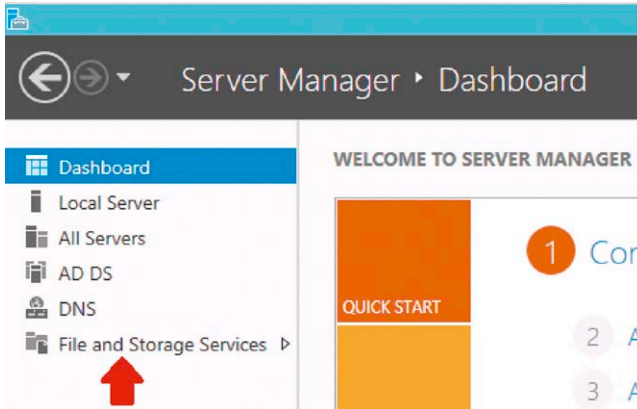 Server Manager ‣ Dashboard
Dashboard
Local Server
All Servers
AD DS
DNS
File and Storage Services
WELCOME TO SERVER MANAGER
QUICK START
1
2
3